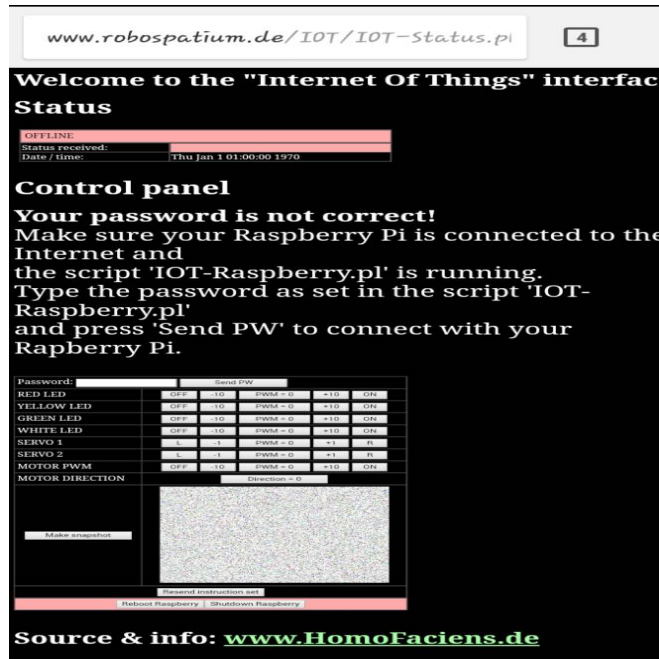 www.robospatium.de/IOT/IOT-Status.pl
4
Welcome to the "Internet Of Things" interfac
Status
OFFLINE
Status received:
Date / time: Thu Jan 1 01:00:00 1970
Control panel
Your password is not correct!
Make sure your Raspberry Pi is connected to the
Internet and
the script 'IOT-Raspberry.pl' is running.
Type the password as set in the script 'IOT-
Raspberry.pl'
and press 'Send PW' to connect with your
Rapberry Pi.
Password: Send PW
RED LED OFF -10 PWM = 0 +10 ON
YELLOW LED OFF -10 PWM = 0 +10 ON
GREEN LED OFF -10 PWM = 0 +10 ON
WHITE LED OFF -10 PWM = 0 +10 ON
SERVO 1 L -1 PWM = 0 +1 R
SERVO 2 L -1 PWM = 0 +1 R
MOTOR PWM OFF -10 PWM = 0 +10 ON
MOTOR DIRECTION Direction = 0
Make snapshot
Resend instruction set
Reboot Raspberry Shutdown Raspberry
Source & info: www.HomoFaciens.de